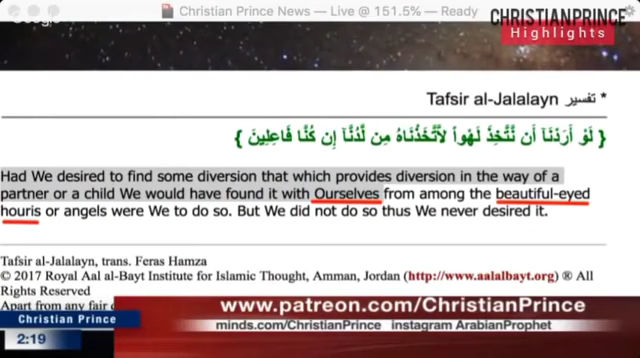 Christian Prince News — Live @ 151.5% — Ready
CHRISTIANPRINCE
Highlights
* تفسير Tafsir al-Jalalayn
{ لَوْ أَرَدْنَآ أَن نَّتَّخِذَ لَهْواً لاَّتَّخَذْنَاهُ مِن لَّدُنَّآ إِن كُنَّا فَاعِلِينَ }
Had We desired to find some diversion that which provides diversion in the way of a
partner or a child We would have found it with Ourselves from among the beautiful-eyed
houris or angels were We to do so. But We did not do so thus We never desired it.
Tafsir al-Jalalayn, trans. Feras Hamza
© 2017 Royal Aal al-Bayt Institute for Islamic Thought, Amman, Jordan (http://www.aalalbayt.org) ® All
Rights Reserved
Apart from any fair
www.patreon.com/ChristianPrince
Christian Prince
minds.com/ChristianPrince instagram ArabianProphet
2:19